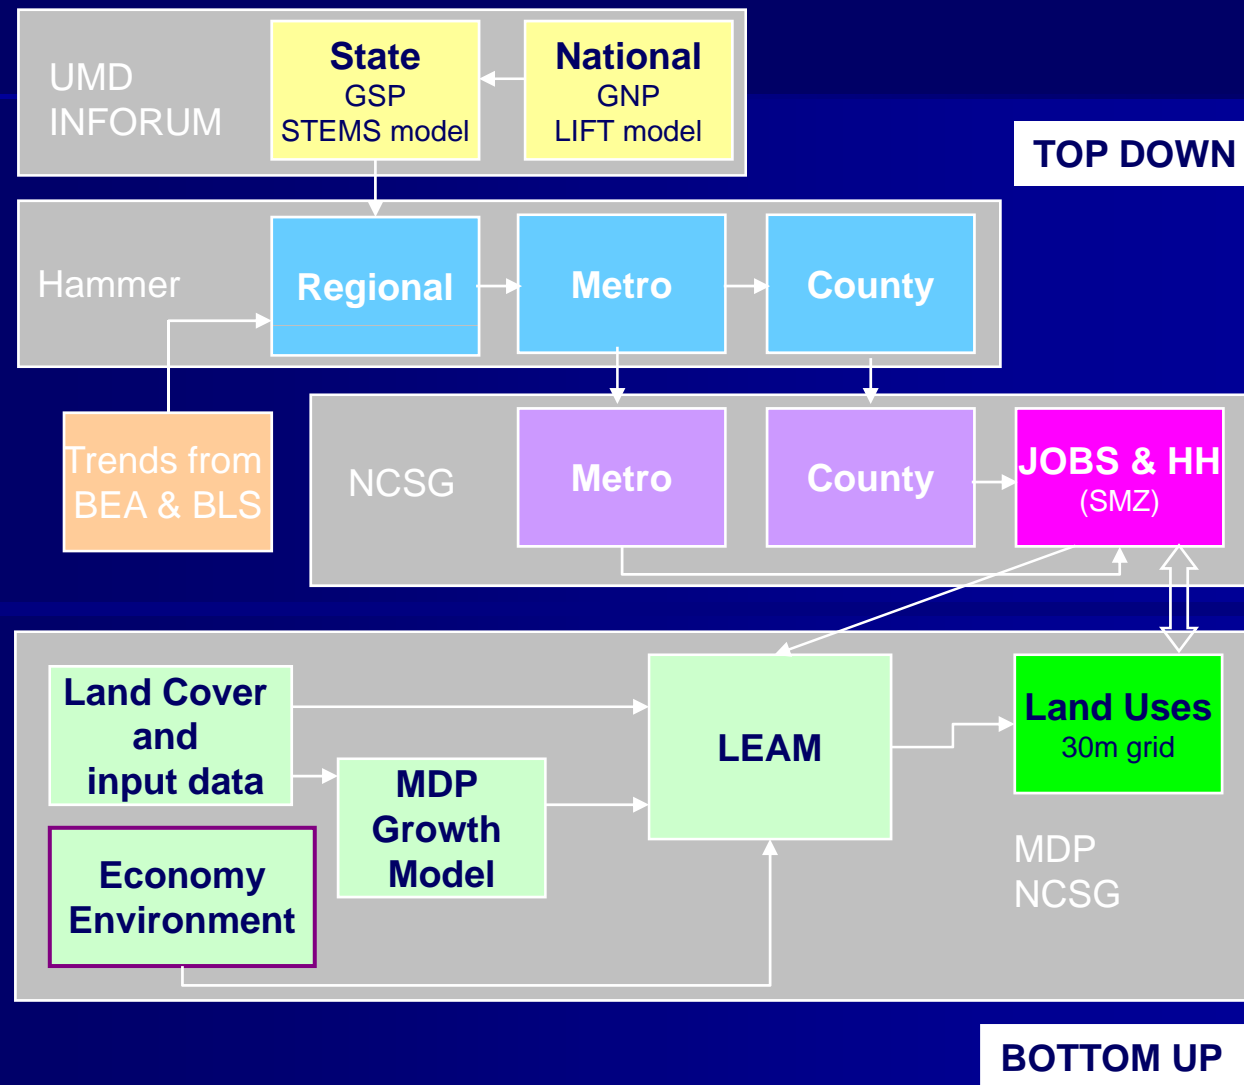 UMD
INFORUM
State
GSP
STEMS model
National
GNP
LIFT model
TOP DOWN
Hammer
Regional
Metro
County
Trends from
BEA & BLS
NCSG
Metro
County
JOBS & HH
(SMZ)
Land Cover
and
input data
MDP
Growth
Model
Economy
Environment
LEAM
Land Uses
30m grid
MDP
NCSG
BOTTOM UP